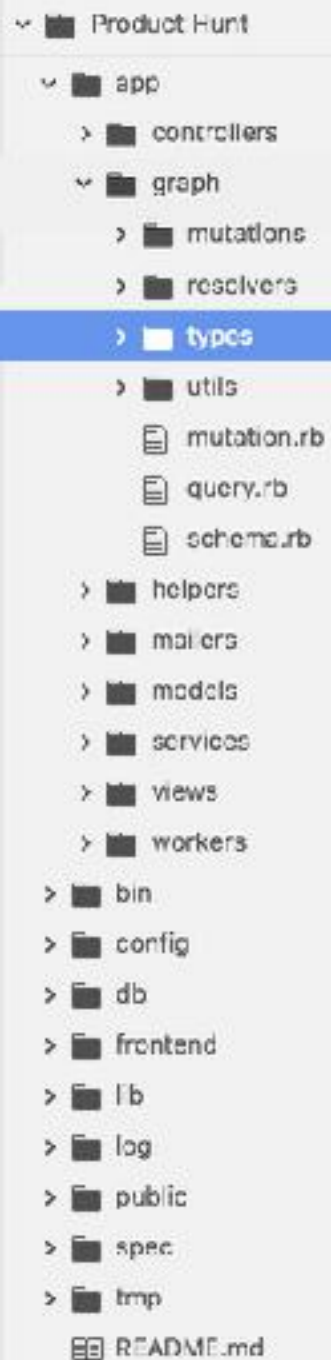 Product Hunt
app
controllers
graph
mutations
resolvers
types
utils
mutation.rb
query.rb
schema.rb
helpers
mailers
models
services
views
workers
bin
config
db
frontend
lib
log
public
spec
tmp
README.md